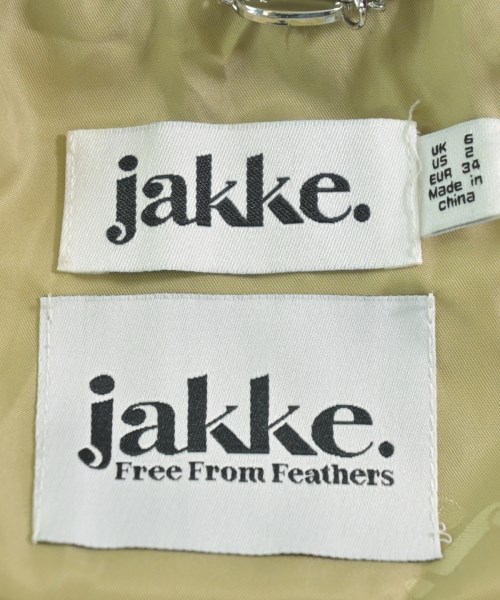 jakke.
UK 6
US 2
EUR 34
Made in
china
jakke.
Free From Feathers